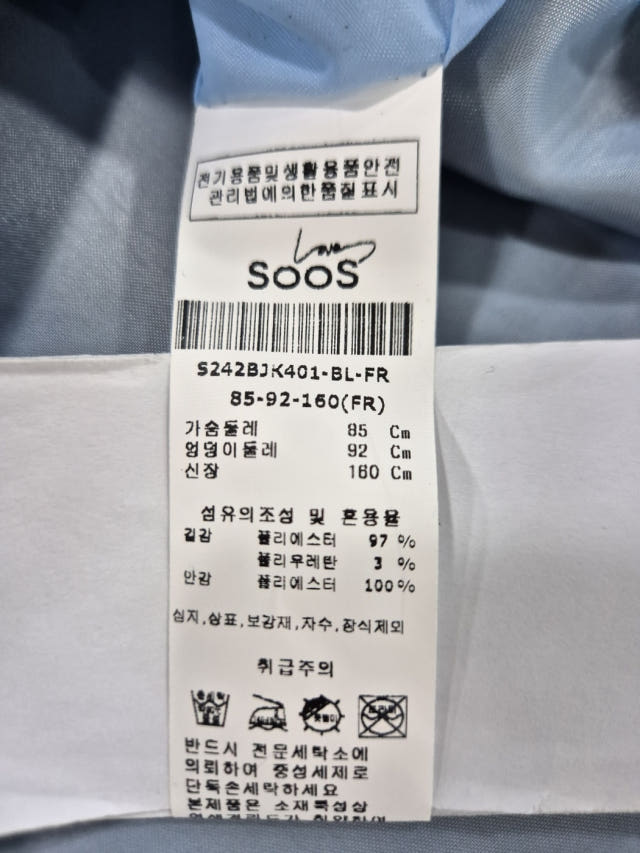 전기용품및생활용품안전
관리법에의한품질표시
Love
SOOS
S242BJK401-BL-FR
85-92-160(FR)
가슴둘레 85 Cm
엉덩이둘레 92 Cm
신장 160 Cm
섬유의조성 및 혼용율
겉감 폴리에스터 97 %
폴리우레탄 3 %
안감 폴리에스터 100%
심지,상표,보강재,자수,장식제외
취급주의
반드시 전문세탁소에
의뢰하여 중성세제로
단독손세탁하세요
본제품은 소재특성상